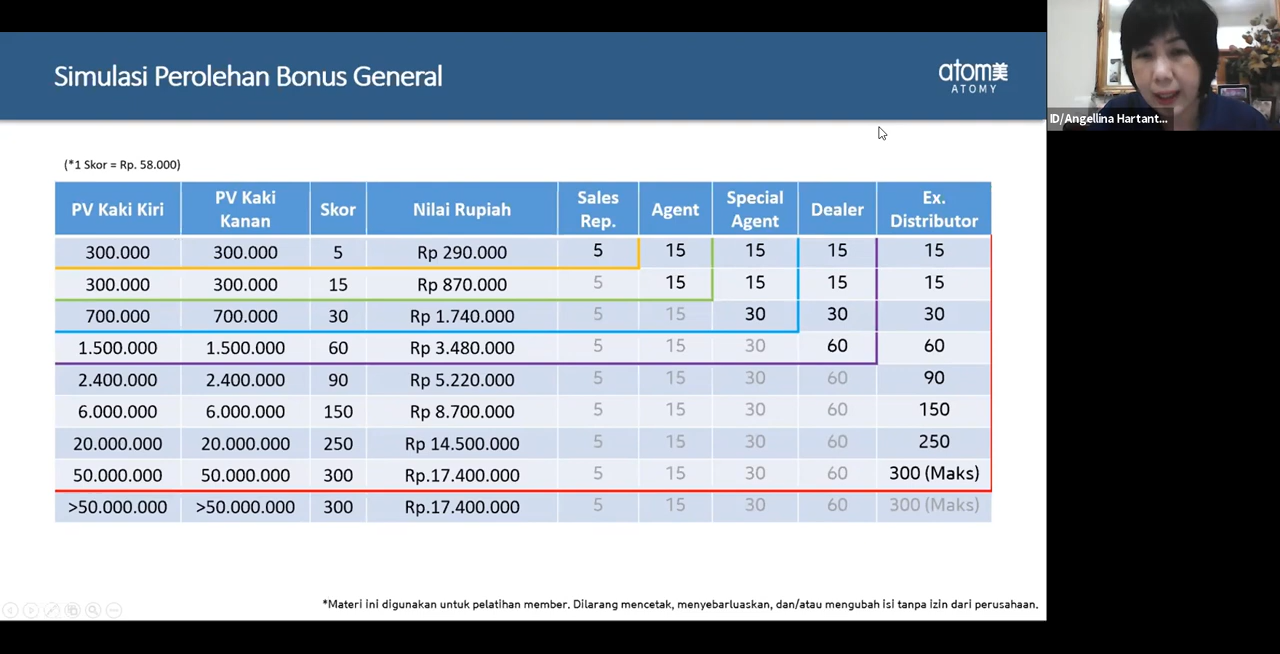 Simulasi Perolehan Bonus General
atom美
ATOMY
ID/Angellina Hartant...
(*1 Skor = Rp. 58.000)
PV Kaki Kiri PV Kaki Kanan Skor Nilai Rupiah Sales Rep. Agent Special Agent Dealer Ex. Distributor
300.000 300.000 5 Rp 290.000 5 15 15 15 15
300.000 300.000 15 Rp 870.000 5 15 15 15 15
700.000 700.000 30 Rp 1.740.000 5 15 30 30 30
1.500.000 1.500.000 60 Rp 3.480.000 5 15 30 60 60
2.400.000 2.400.000 90 Rp 5.220.000 5 15 30 60 90
6.000.000 6.000.000 150 Rp 8.700.000 5 15 30 60 150
20.000.000 20.000.000 250 Rp 14.500.000 5 15 30 60 250
50.000.000 50.000.000 300 Rp.17.400.000 5 15 30 60 300 (Maks)
>50.000.000 >50.000.000 300 Rp.17.400.000 5 15 30 60 300 (Maks)
*Materi ini digunakan untuk pelatihan member. Dilarang mencetak, menyebarluaskan, dan/atau mengubah isi tanpa izin dari perusahaan.